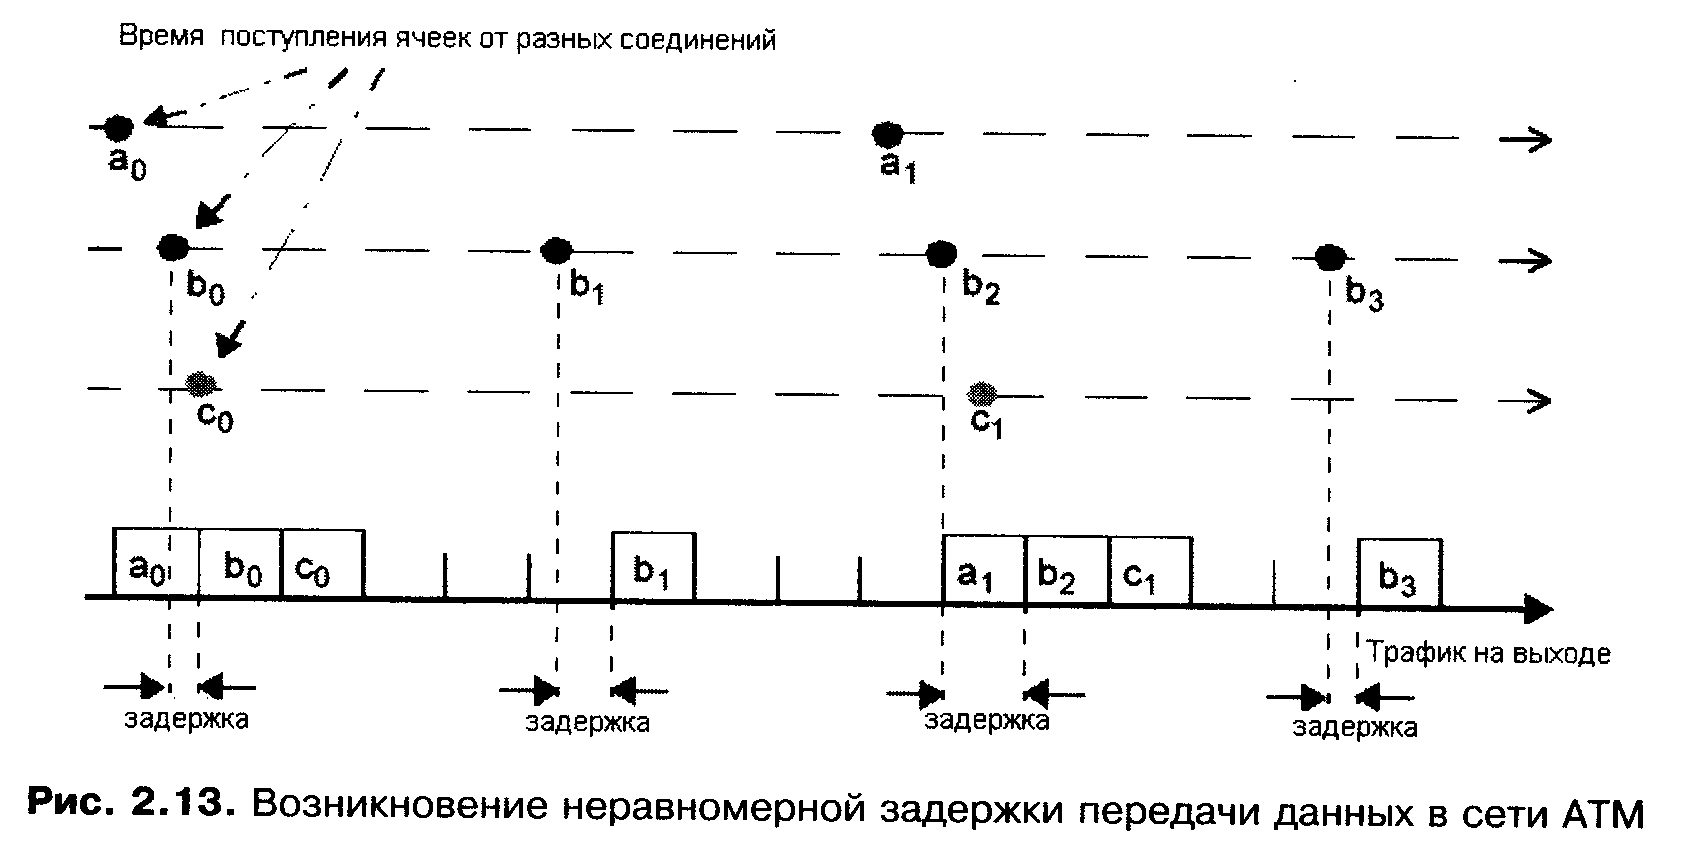 Время поступления ячеек от разных соединений
a0 a1
b0 b1 b2 b3
c0 c1
a0 b0 c0 b1 a1 b2 c1 b3
Трафик на выходе
задержка задержка задержка задержка
Рис. 2.13. Возникновение неравномерной задержки передачи данных в сети АТМ